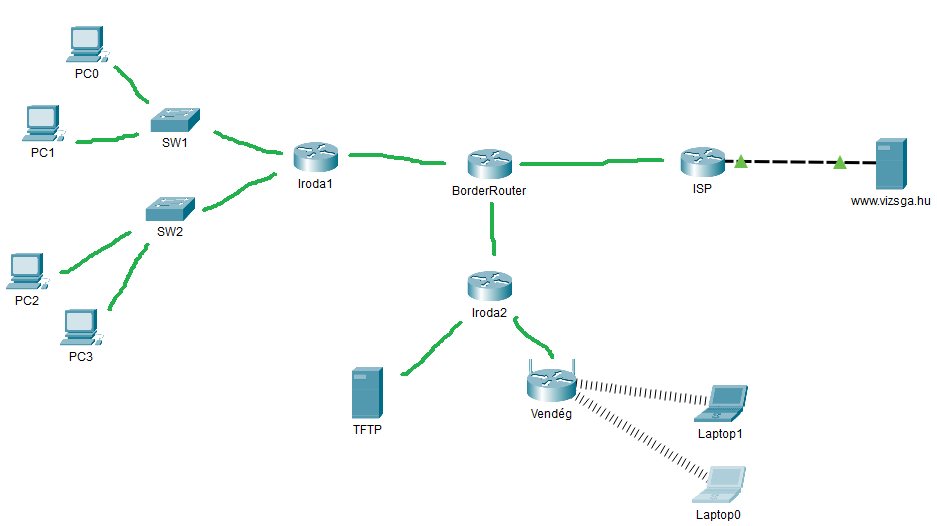 PC0
PC1
SW1
Iroda1
BorderRouter
ISP
www.vizsga.hu
SW2
PC2
PC3
Iroda2
TFTP
Vendég
Laptop1
Laptop0